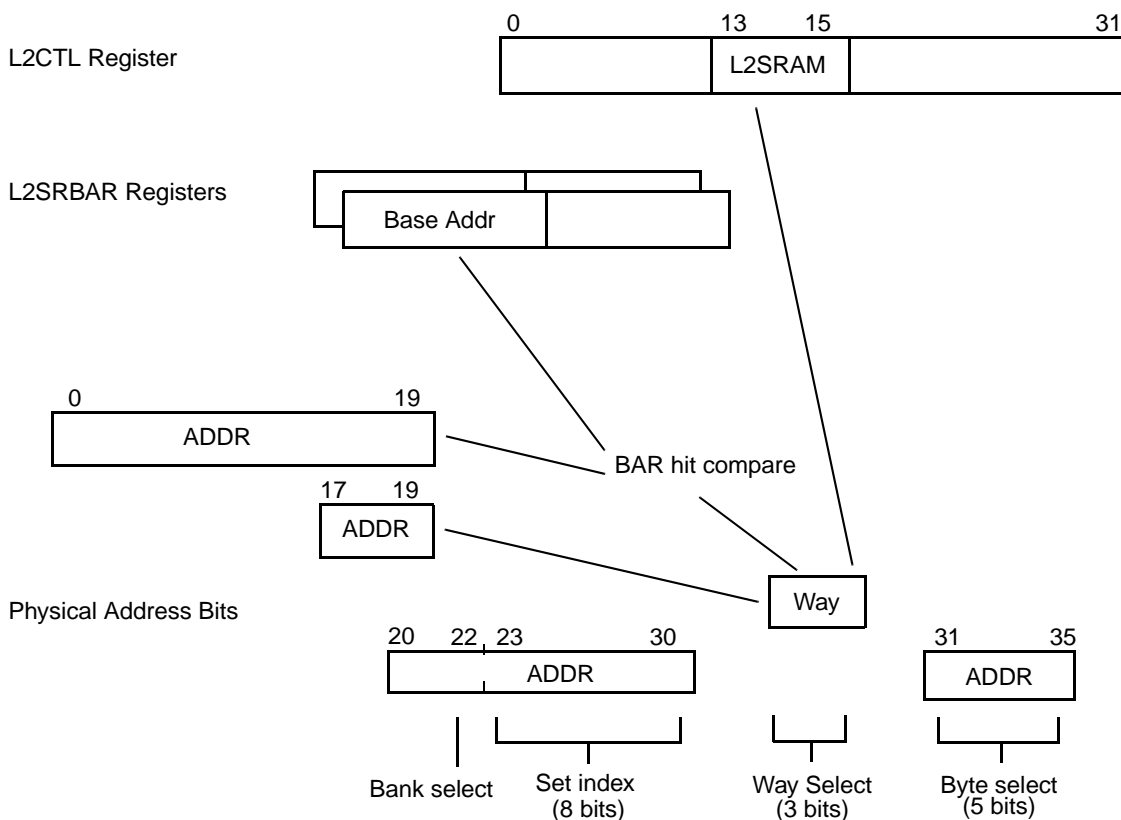 0 13 15 31
L2CTL Register
L2SRAM
L2SRBAR Registers
Base Addr
0 19
ADDR
BAR hit compare
17 19
ADDR
Way
Physical Address Bits
20 22 23 30 31 35
ADDR ADDR
Bank select Set index Way Select Byte select
(8 bits) (3 bits) (5 bits)